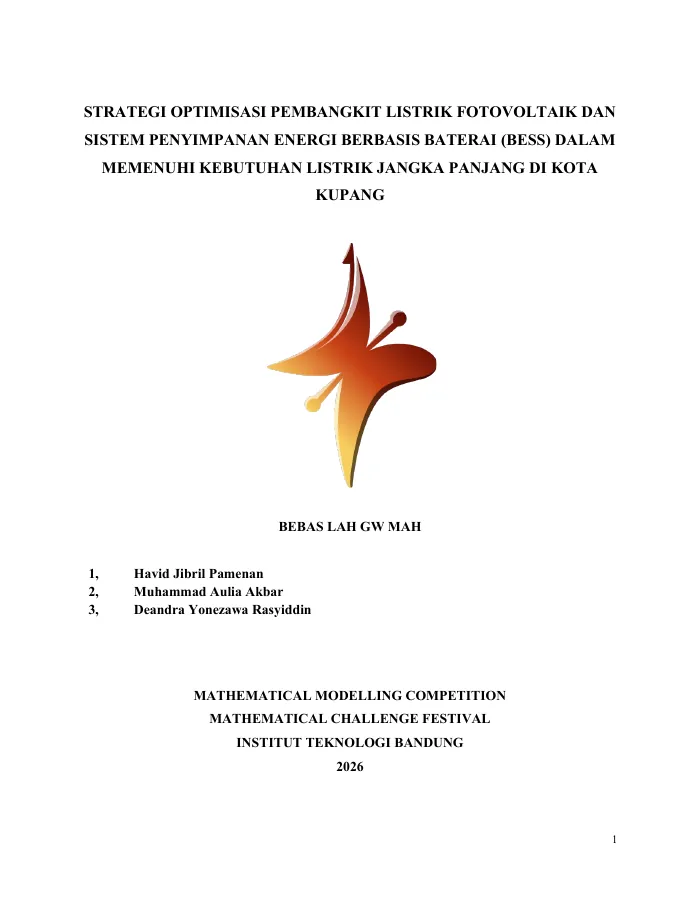 STRATEGI OPTIMISASI PEMBANGKIT LISTRIK FOTOVOLTAIK DAN
SISTEM PENYIMPANAN ENERGI BERBASIS BATERAI (BESS) DALAM
MEMENUHI KEBUTUHAN LISTRIK JANGKA PANJANG DI KOTA
KUPANG
BEBAS LAH GW MAH
1, Havid Jibril Pamenan
2, Muhammad Aulia Akbar
3, Deandra Yonezawa Rasyiddin
MATHEMATICAL MODELLING COMPETITION
MATHEMATICAL CHALLENGE FESTIVAL
INSTITUT TEKNOLOGI BANDUNG
2026
1